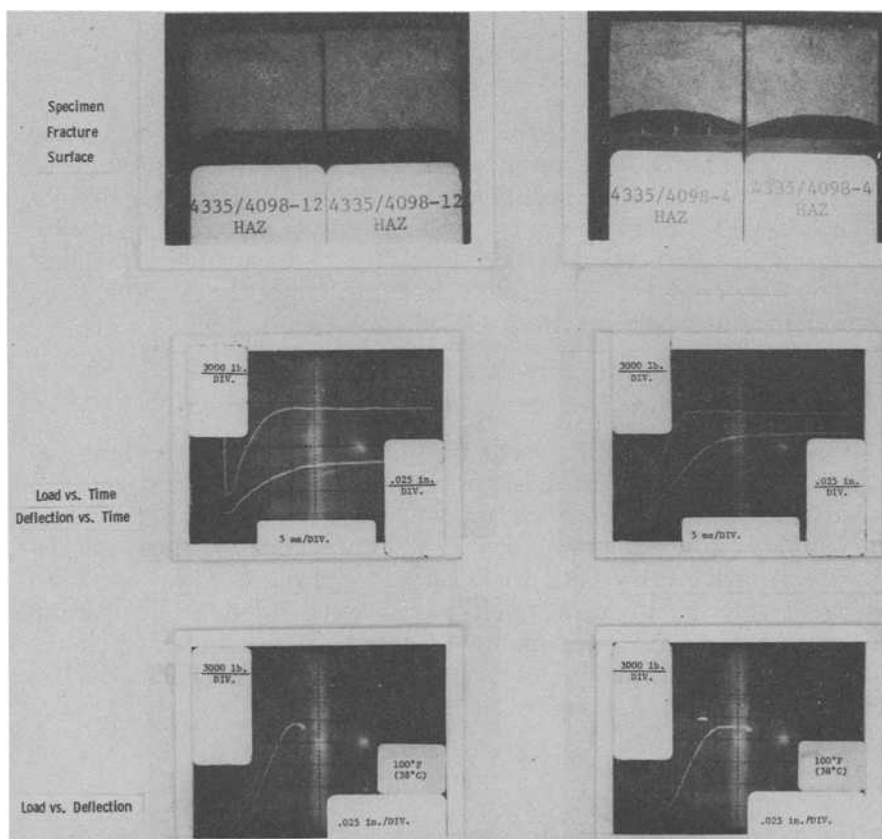 Specimen
Fracture
Surface
4335/4098-12 4335/4098-12
HAZ HAZ
4335/4098-4 4335/4098-4
HAZ HAZ
Load vs. Time
Deflection vs. Time
3000 lb.
DIV.
.025 in.
DIV.
5 ms/DIV.
3000 lb.
DIV.
.025 in.
DIV.
5 ms/DIV.
Load vs. Deflection
3000 lb.
DIV.
100°F
(38°C)
.025 in./DIV.
3000 lb.
DIV.
100°F
(38°C)
.025 in./DIV.